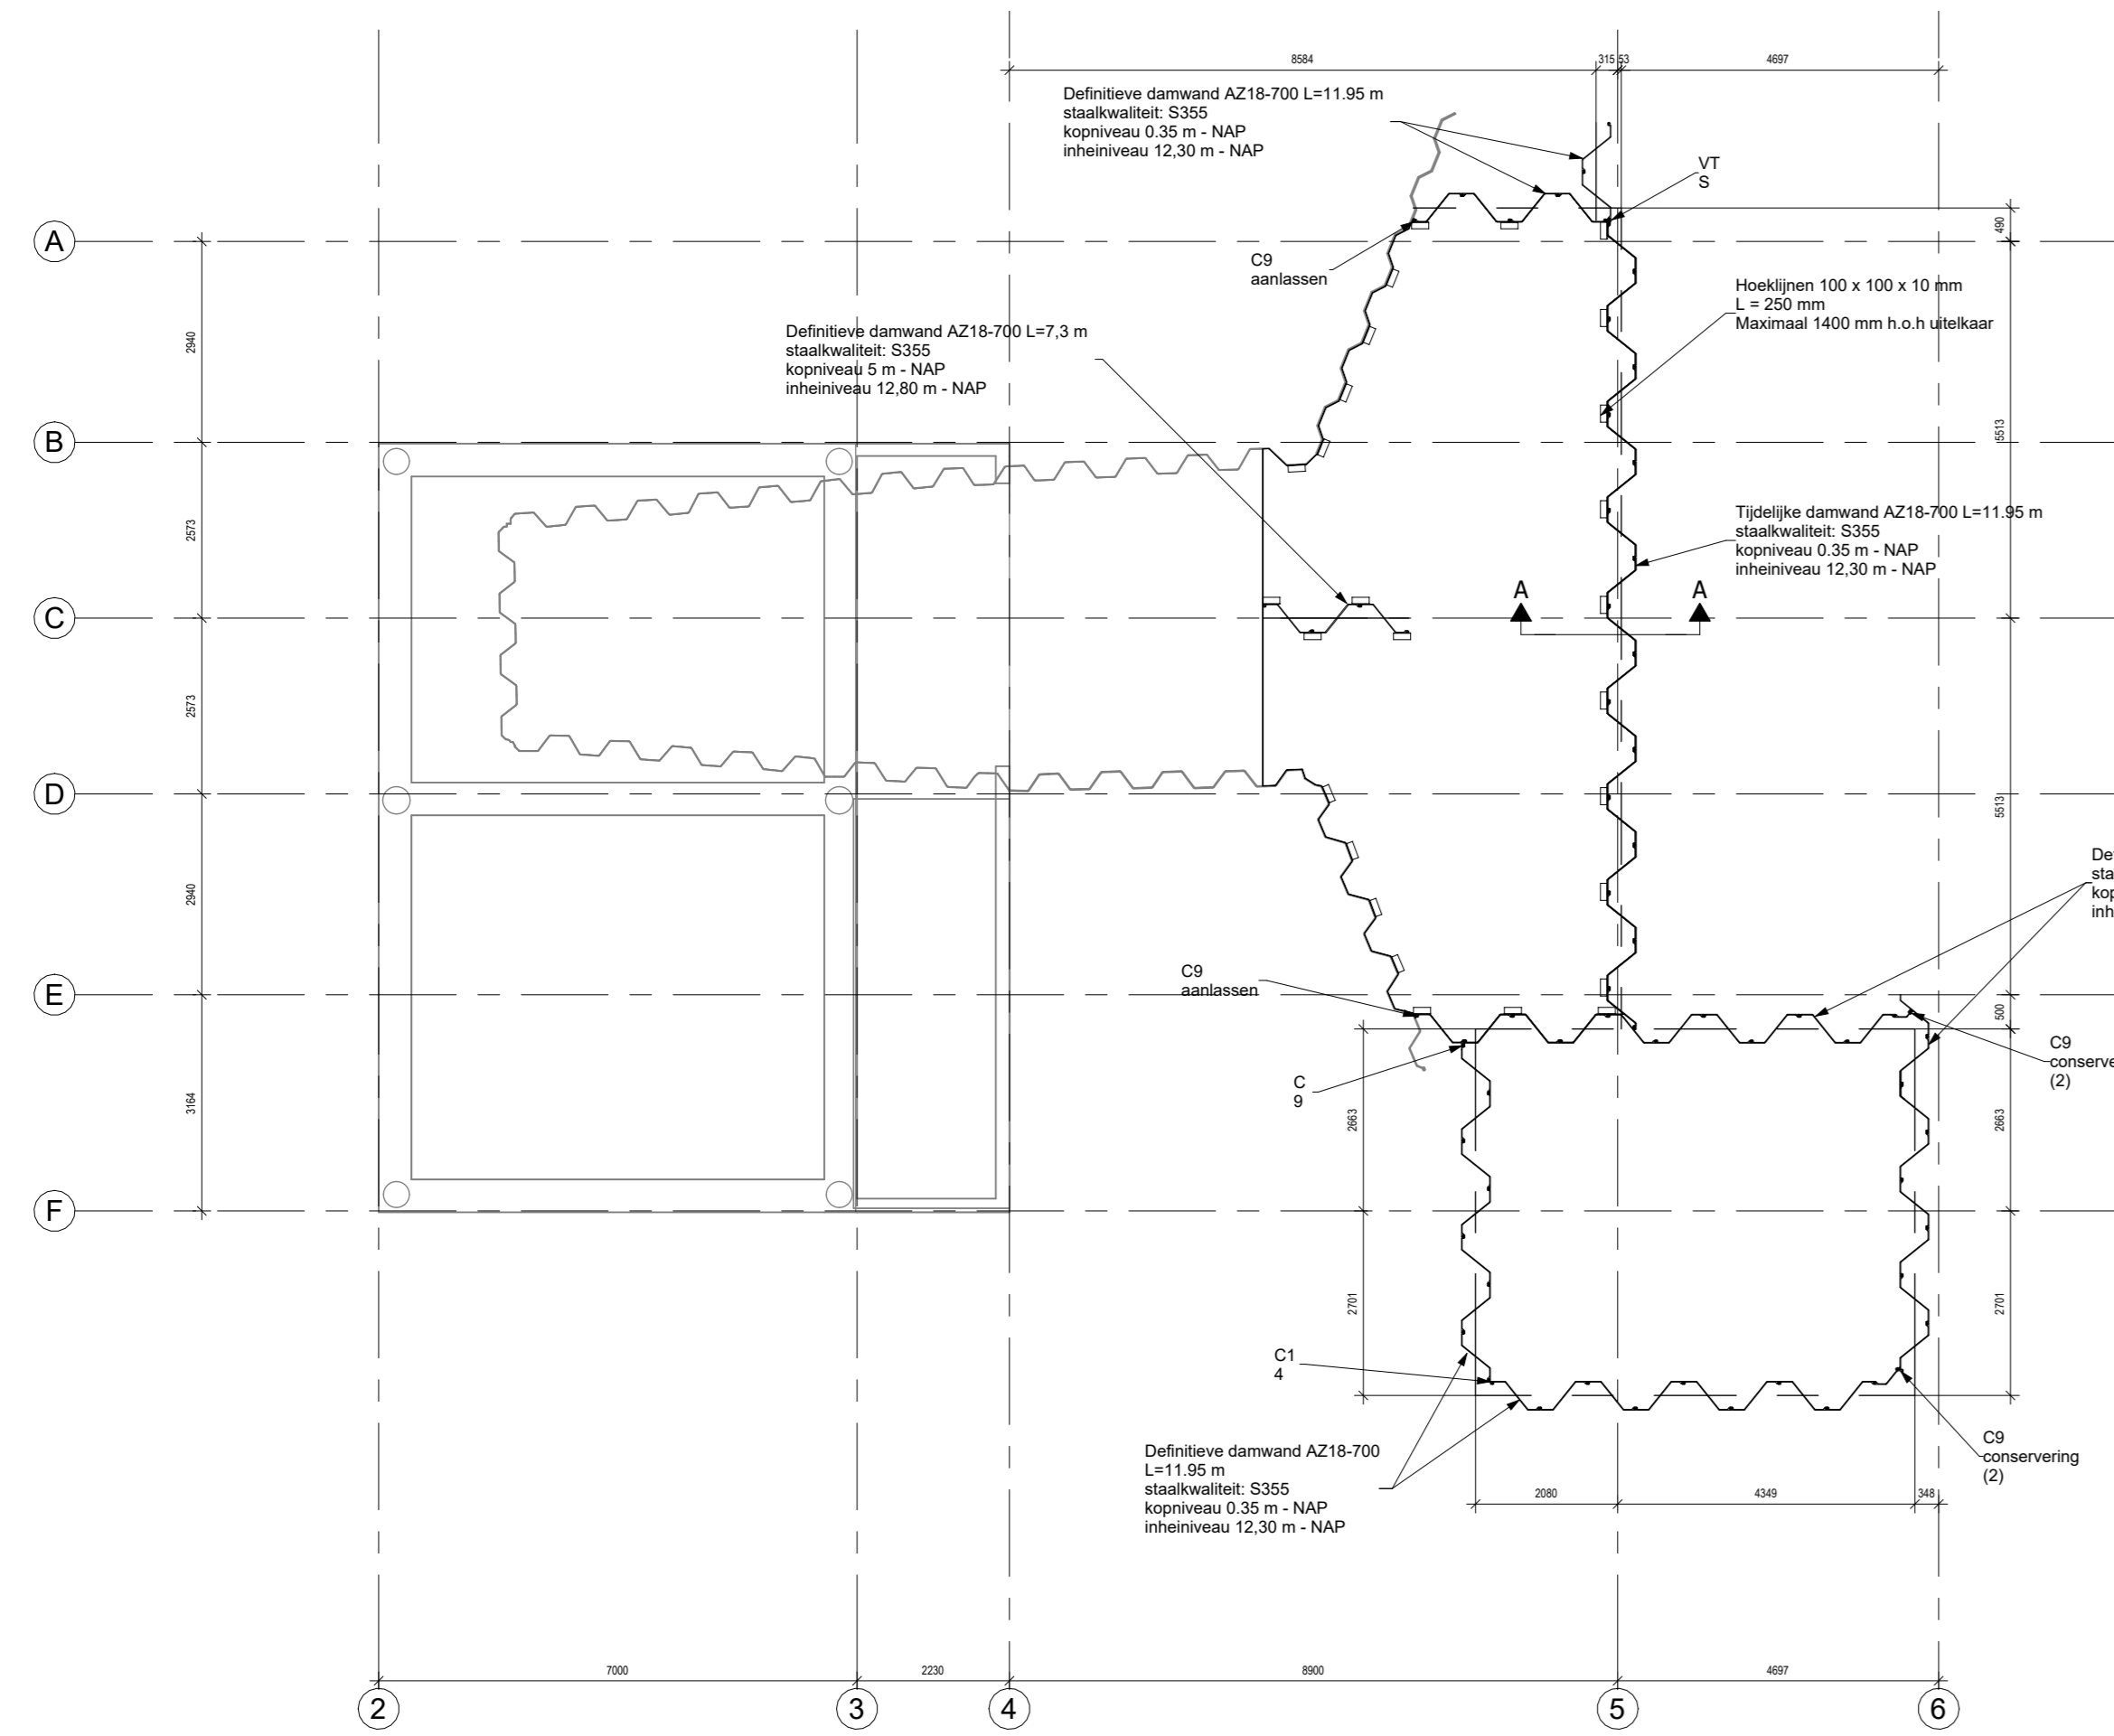 8584
315
53
4697
Definitieve damwand AZ18-700 L=11.95 m
staalkwaliteit: S355
kopniveau 0.35 m - NAP
inheiniveau 12,30 m - NAP
VT
S
A
490
C9
aanlassen
Hoeklijnen 100 x 100 x 10 mm
L = 250 mm
Maximaal 1400 mm h.o.h uitelkaar
2940
Definitieve damwand AZ18-700 L=7,3 m
staalkwaliteit: S355
kopniveau 5 m - NAP
inheiniveau 12,80 m - NAP
5513
B
2573
Tijdelijke damwand AZ18-700 L=11.95 m
staalkwaliteit: S355
kopniveau 0.35 m - NAP
inheiniveau 12,30 m - NAP
A
A
C
2573
D
5513
2940
De
sta
kop
inh
C9
aanlassen
E
500
C9
conserve
(2)
C
9
3164
2663
2663
F
2701
2701
C1
4
C9
conservering
(2)
Definitieve damwand AZ18-700
L=11.95 m
staalkwaliteit: S355
kopniveau 0.35 m - NAP
inheiniveau 12,30 m - NAP
2080
4349
348
7000
2230
8900
4697
2
3
4
5
6